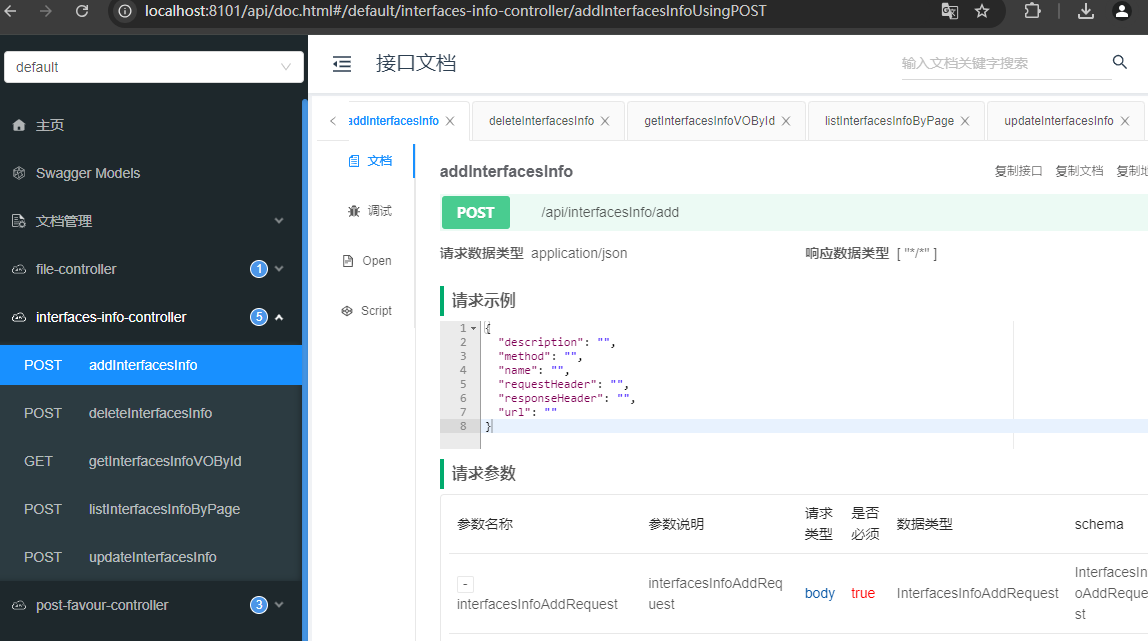 localhost:8101/api/doc.html#/default/interfaces-info-controller/addInterfacesInfoUsingPOST
default
接口文档
输入文档关键字搜索
主页
Swagger Models
文档管理
file-controller 1
interfaces-info-controller 5
POST addInterfacesInfo
POST deleteInterfacesInfo
GET getInterfacesInfoVOById
POST listInterfacesInfoByPage
POST updateInterfacesInfo
post-favour-controller 3
addInterfacesInfo deleteInterfacesInfo getInterfacesInfoVOById listInterfacesInfoByPage updateInterfacesInfo
文档
调试
Open
Script
addInterfacesInfo 复制接口 复制文档 复制地
POST /api/interfacesInfo/add
请求数据类型 application/json 响应数据类型 [ "*/*" ]
请求示例
1 {
2 "description": "",
3 "method": "",
4 "name": "",
5 "requestHeader": "",
6 "responseHeader": "",
7 "url": ""
8 }
请求参数
参数名称 参数说明 请求类型 是否必须 数据类型 schema
- interfacesInfoAddRequest interfacesInfoAddRequest body true InterfacesInfoAddRequest InterfacesInfoAddRequest